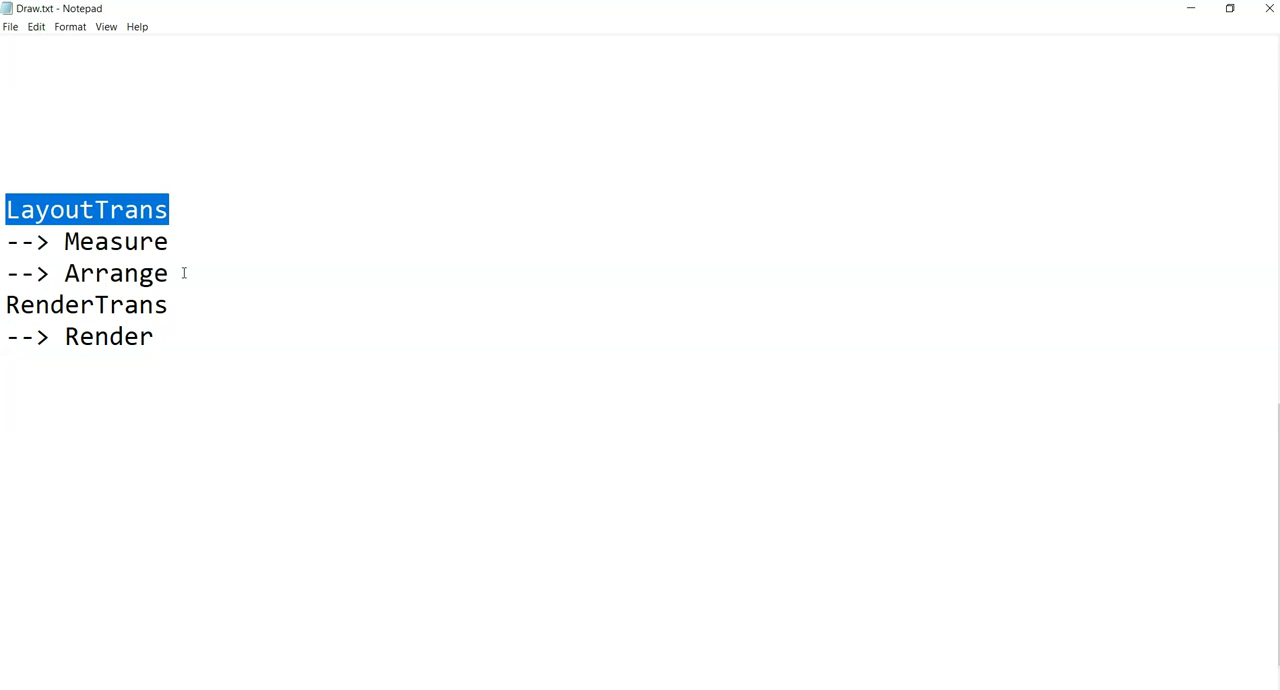 Draw.txt - Notepad
File Edit Format View Help
LayoutTrans
--> Measure
--> Arrange
RenderTrans
--> Render